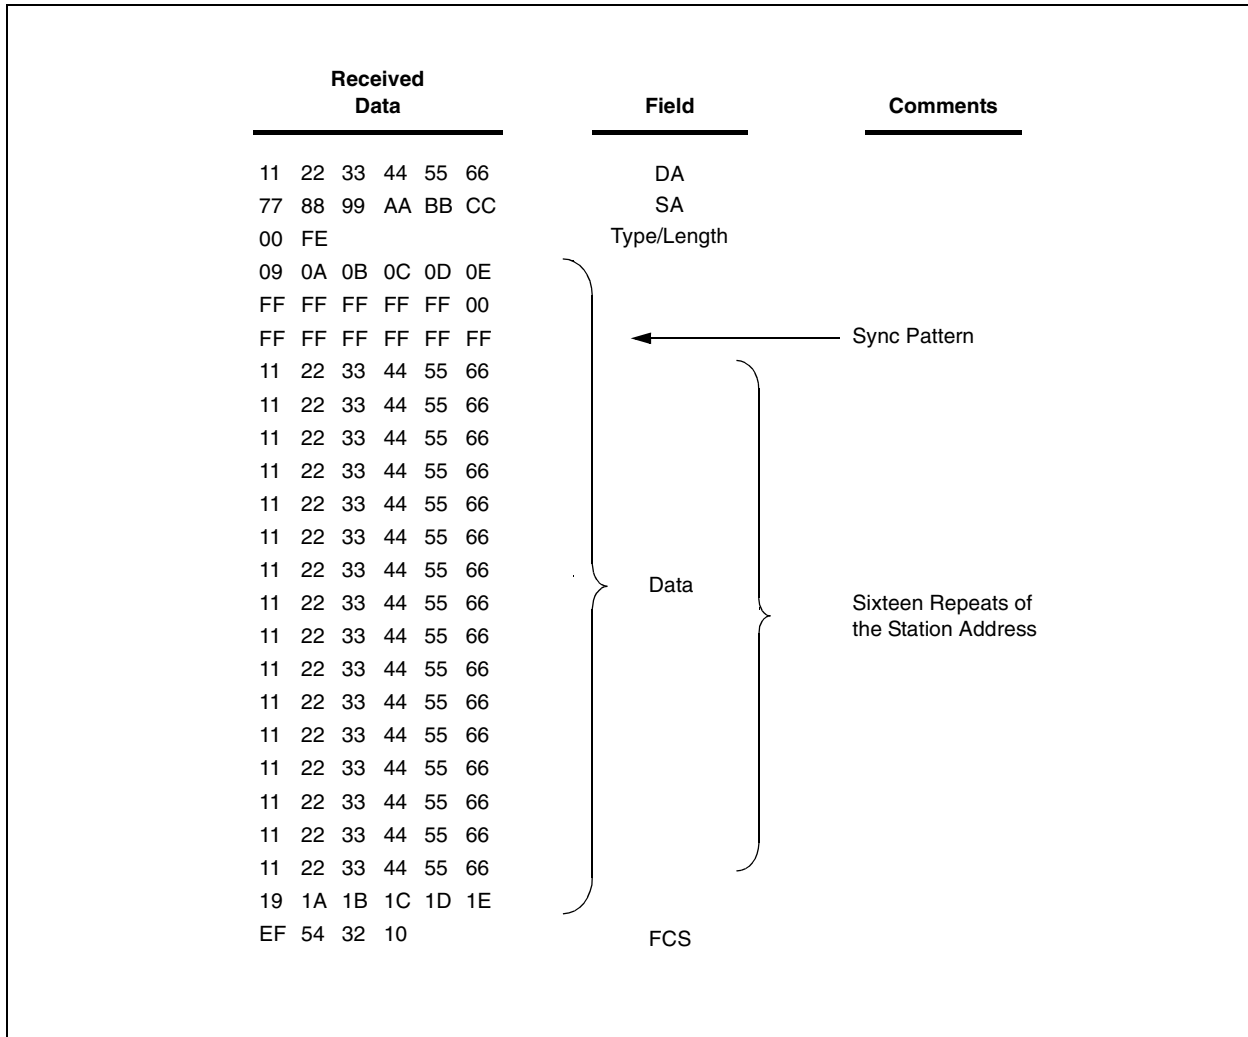 Received
Data Field Comments
11 22 33 44 55 66 DA
77 88 99 AA BB CC SA
00 FE Type/Length
09 0A 0B 0C 0D 0E
FF FF FF FF FF 00
FF FF FF FF FF FF Sync Pattern
11 22 33 44 55 66
11 22 33 44 55 66
11 22 33 44 55 66
11 22 33 44 55 66
11 22 33 44 55 66
11 22 33 44 55 66
11 22 33 44 55 66 Data
11 22 33 44 55 66 Sixteen Repeats of
11 22 33 44 55 66 the Station Address
11 22 33 44 55 66
11 22 33 44 55 66
11 22 33 44 55 66
11 22 33 44 55 66
11 22 33 44 55 66
11 22 33 44 55 66
11 22 33 44 55 66
19 1A 1B 1C 1D 1E
EF 54 32 10 FCS